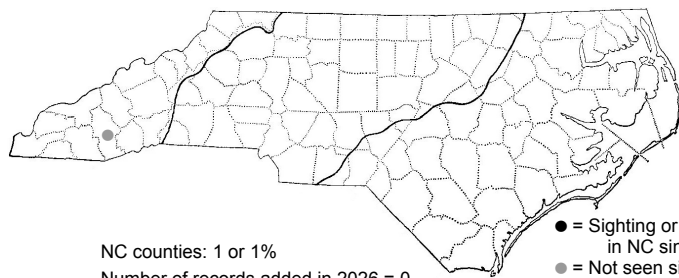 NC counties: 1 or 1%
Number of records added in 2026 = 0
● = Sighting or
in NC sin
● = Not seen si